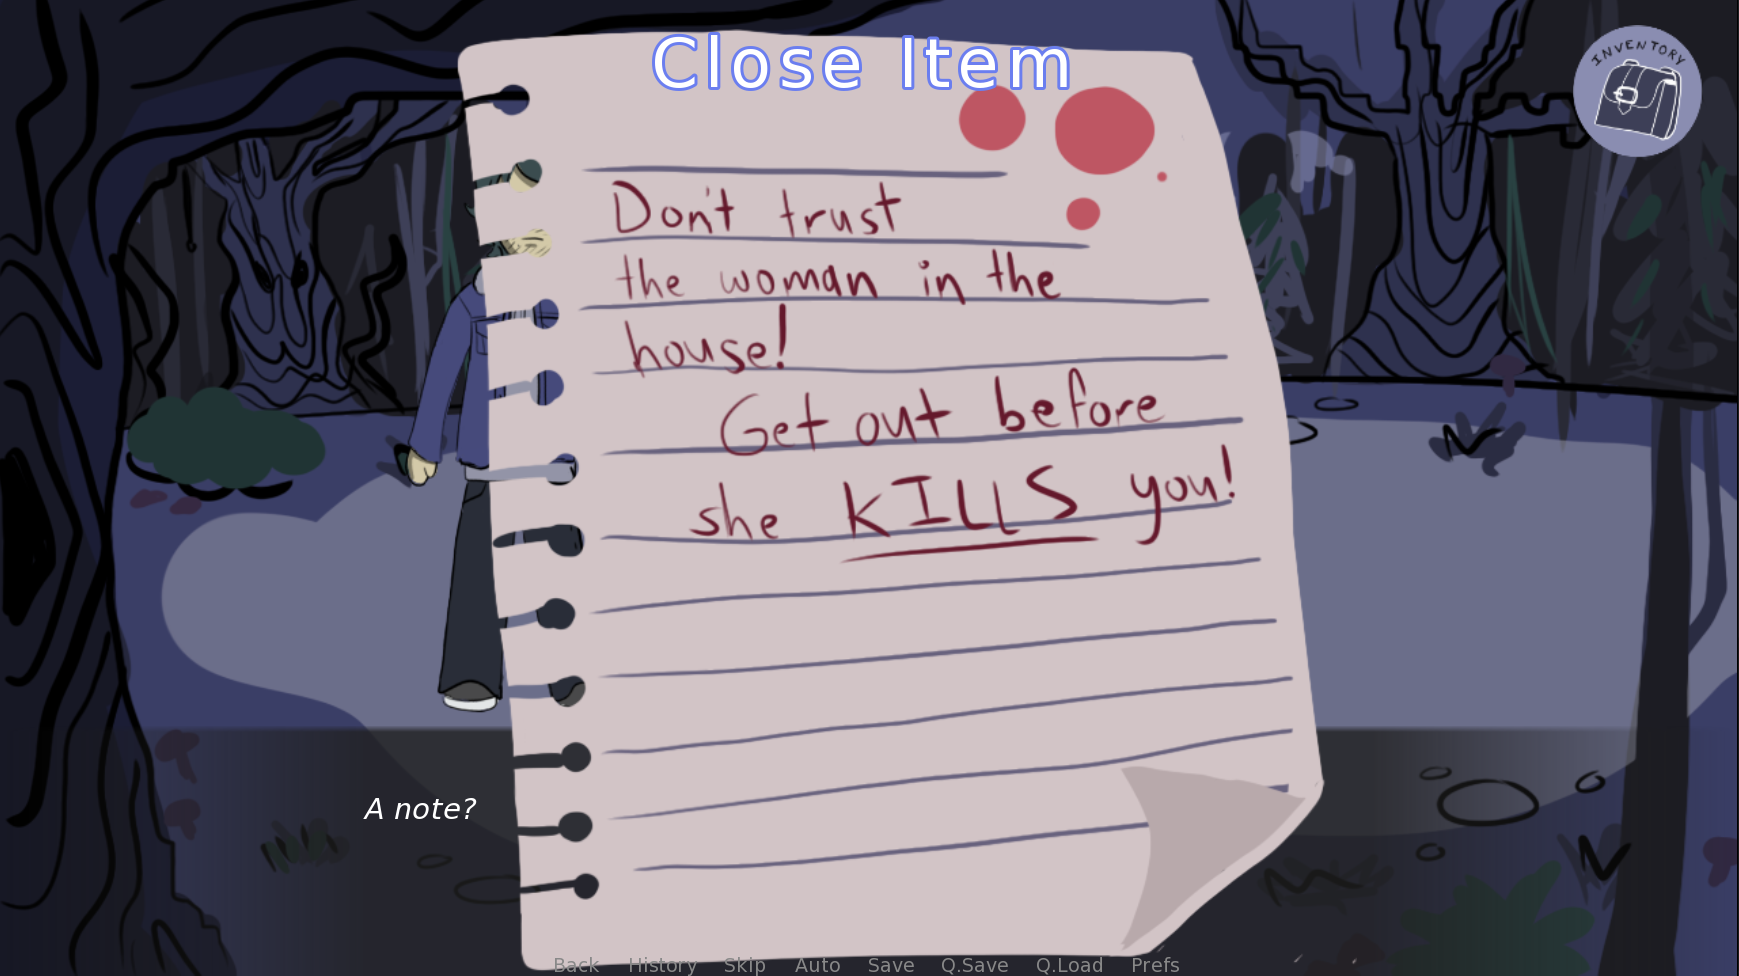 Close Item
INVENTORY
Don't trust
the woman in the
house!
Get out before
she KILLS you!
A note?
Back History Skip Auto Save Q.Save Q.Load Prefs